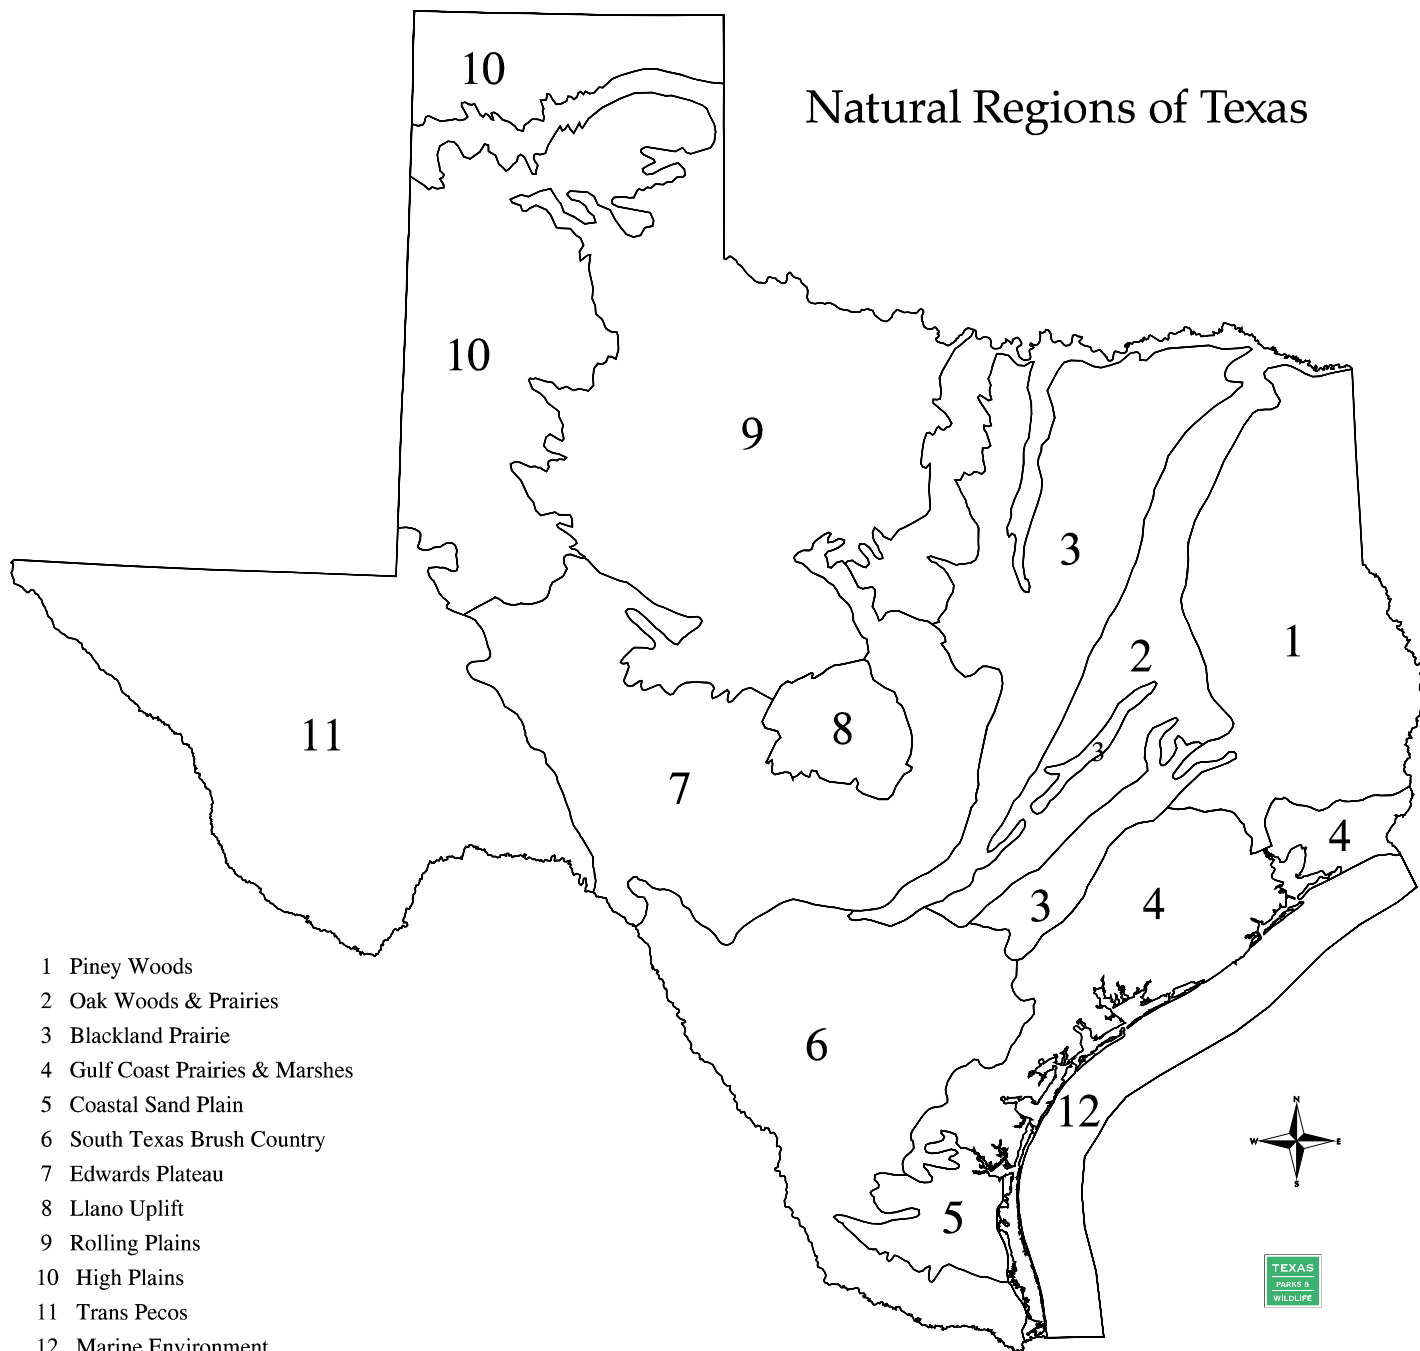 10
Natural Regions of Texas
10
9
3
1
2
11
8
3
7
4
3
4
1 Piney Woods
2 Oak Woods & Prairies
3 Blackland Prairie
4 Gulf Coast Prairies & Marshes
5 Coastal Sand Plain
6 South Texas Brush Country
7 Edwards Plateau
8 Llano Uplift
9 Rolling Plains
10 High Plains
11 Trans Pecos
12 Marine Environment
6
12
5
N
W
E
S
TEXAS
PARKS &
WILDLIFE